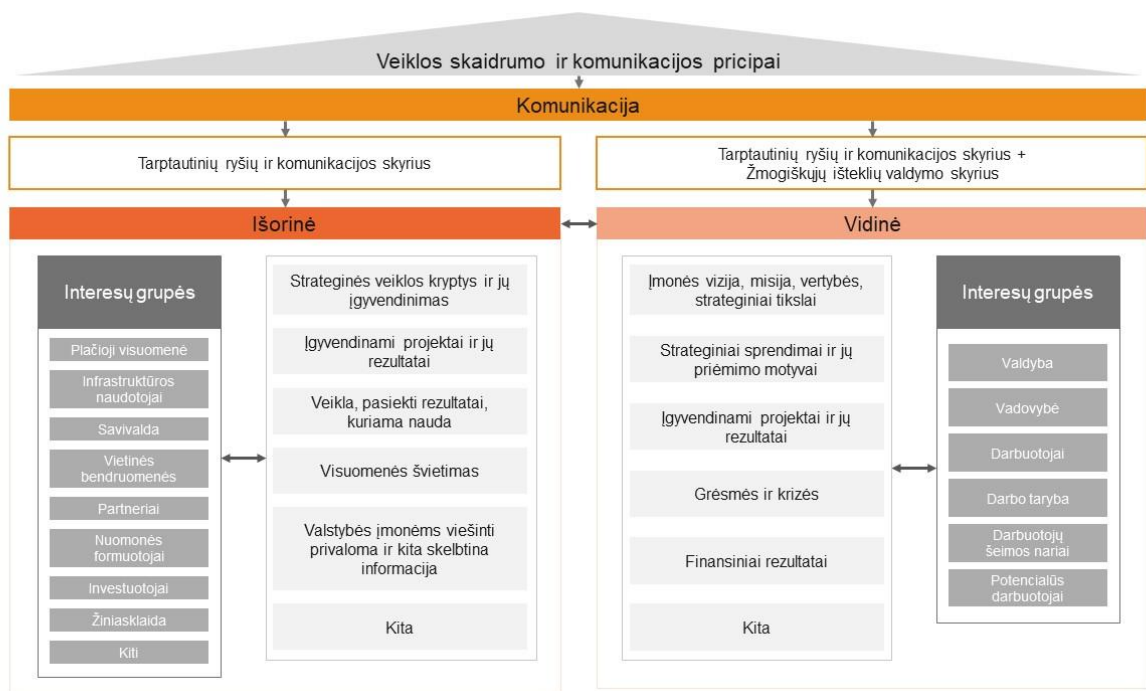 Veiklos skaidrumo ir komunikacijos pricipai
Komunikacija
Tarptautinių ryšių ir komunikacijos skyrius
Tarptautinių ryšių ir komunikacijos skyrius +
Žmogiškųjų išteklių valdymo skyrius
Išorinė
Vidinė
Interesų grupės
Plačioji visuomenė
Infrastruktūros
naudotojai
Savivalda
Vietinės
bendruomenės
Partneriai
Nuomonės
formuotojai
Investuotojai
Žiniasklaida
Kiti
Strateginės veiklos kryptys ir jų
įgyvendinimas
Įgyvendinami projektai ir jų
rezultatai
Veikla, pasiekti rezultatai,
kuriama nauda
Visuomenės švietimas
Valstybės įmonėms viešinti
privaloma ir kita skelbtina
informacija
Kita
Įmonės vizija, misija, vertybės,
strateginiai tikslai
Strateginiai sprendimai ir jų
priėmimo motyvai
Įgyvendinami projektai ir jų
rezultatai
Grėsmės ir krizės
Finansiniai rezultatai
Kita
Interesų grupės
Valdyba
Vadovybė
Darbuotojai
Darbo taryba
Darbuotojų
šeimos nariai
Potencialūs
darbuotojai